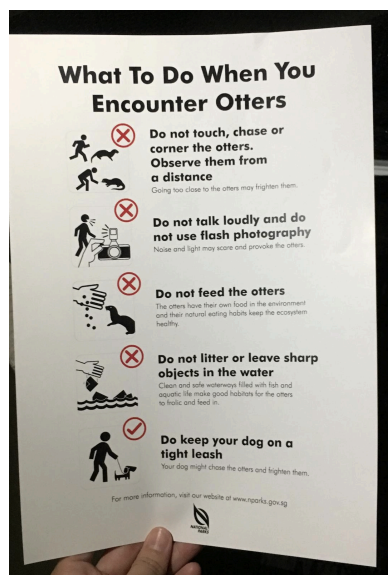 What To Do When You
Encounter Otters
Do not touch, chase or
corner the otters.
Observe them from
a distance
Going too close to the otters may frighten them.
Do not talk loudly and do
not use flash photography
Noise and light may scare and provoke the otters.
Do not feed the otters
The otters have their own food in the environment
and their natural eating habits keep the ecosystem
healthy.
Do not litter or leave sharp
objects in the water
Clean and safe waterways filled with fish and
aquatic life make good habitats for the otters
to frolic and feed in.
Do keep your dog on a
tight leash
Your dog might chase the otters and frighten them.
For more information, visit our website at www.nparks.gov.sg
NATIONAL
PARKS